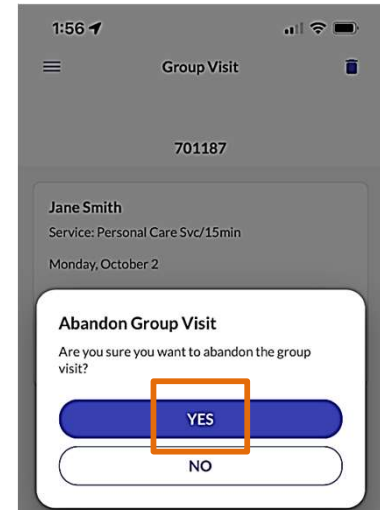 1:56
Group Visit
701187
Jane Smith
Service: Personal Care Svc/15min
Monday, October 2
Abandon Group Visit
Are you sure you want to abandon the group
visit?
YES
NO